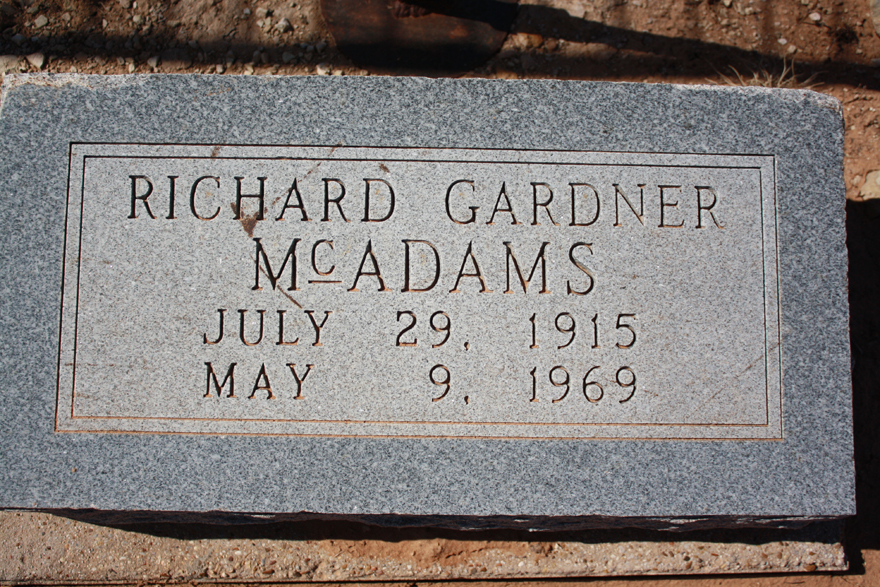 RICHARD GARDNER
McADAMS
JULY 29, 1915
MAY 9, 1969